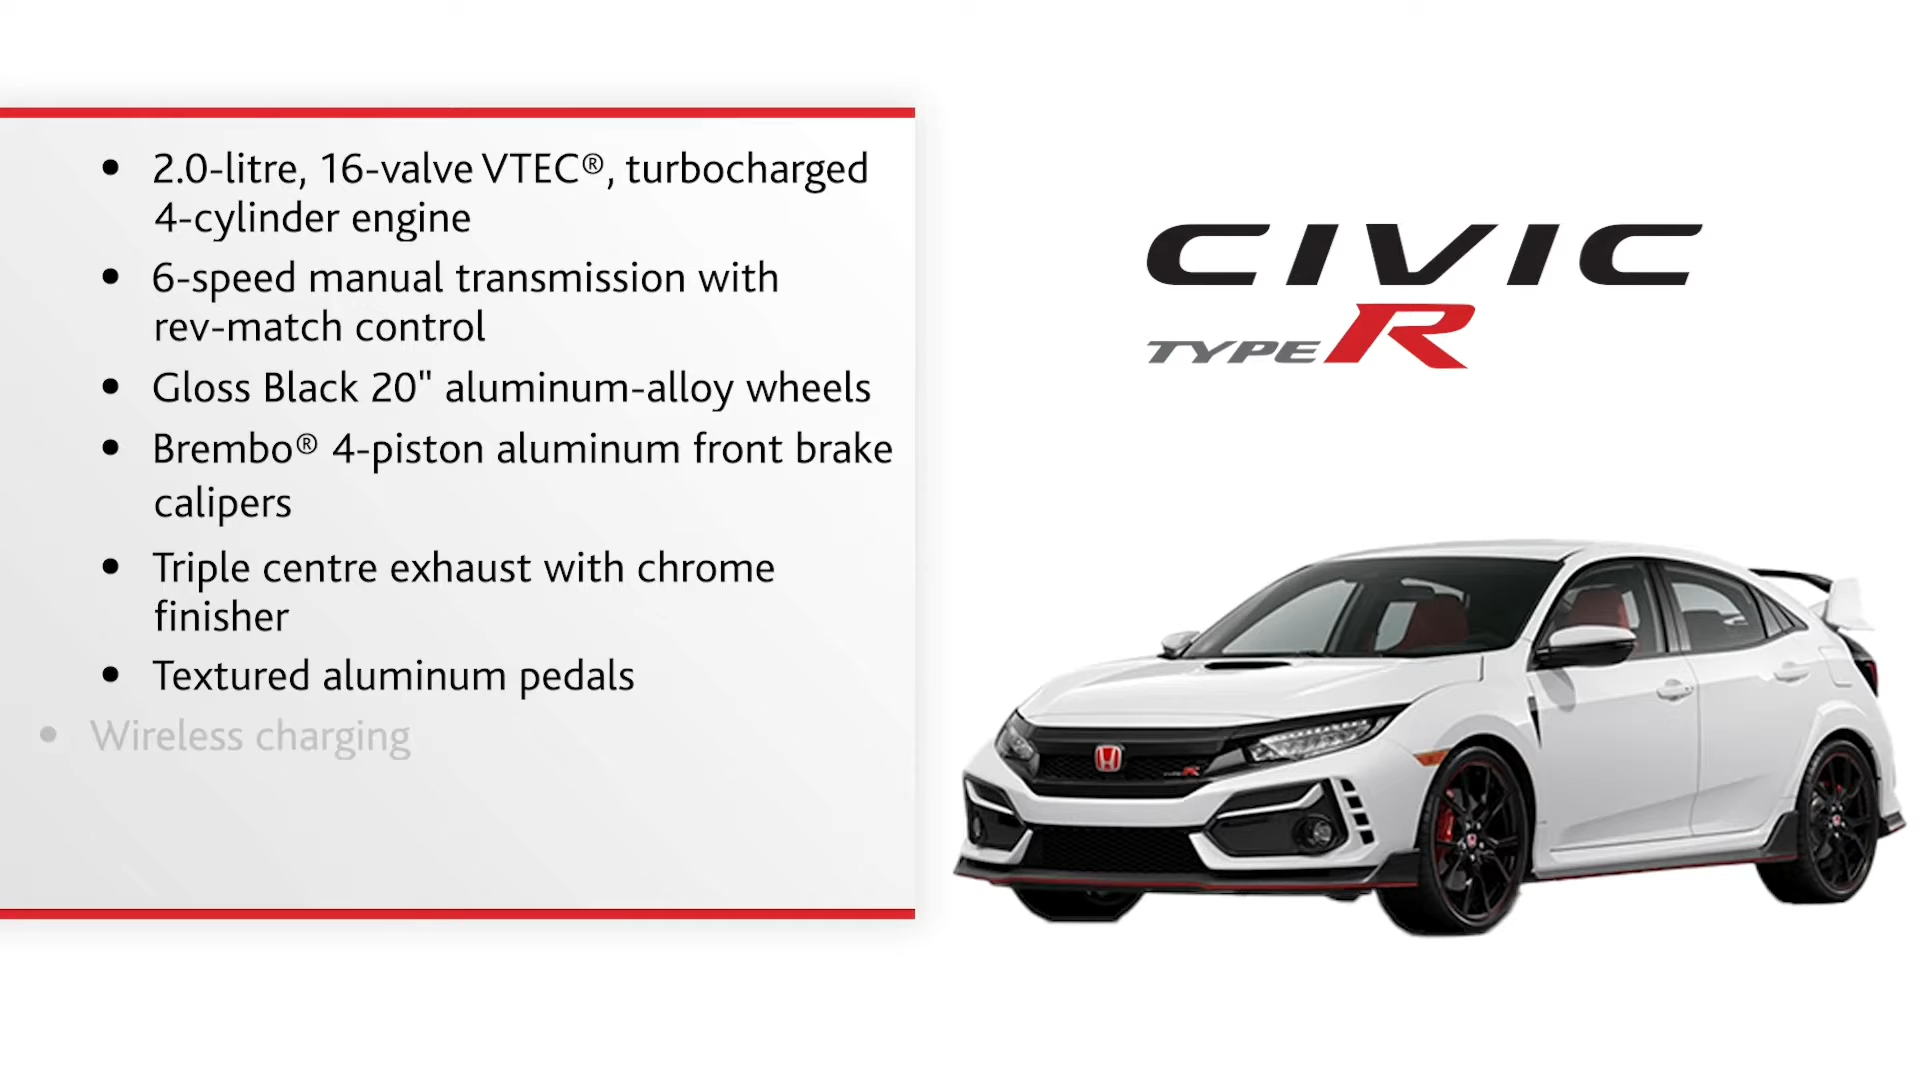 • 2.0-litre, 16-valve VTEC®, turbocharged
4-cylinder engine
• 6-speed manual transmission with
rev-match control
• Gloss Black 20" aluminum-alloy wheels
• Brembo® 4-piston aluminum front brake
calipers
• Triple centre exhaust with chrome
finisher
• Textured aluminum pedals
• Wireless charging
CIVIC
TYPE R